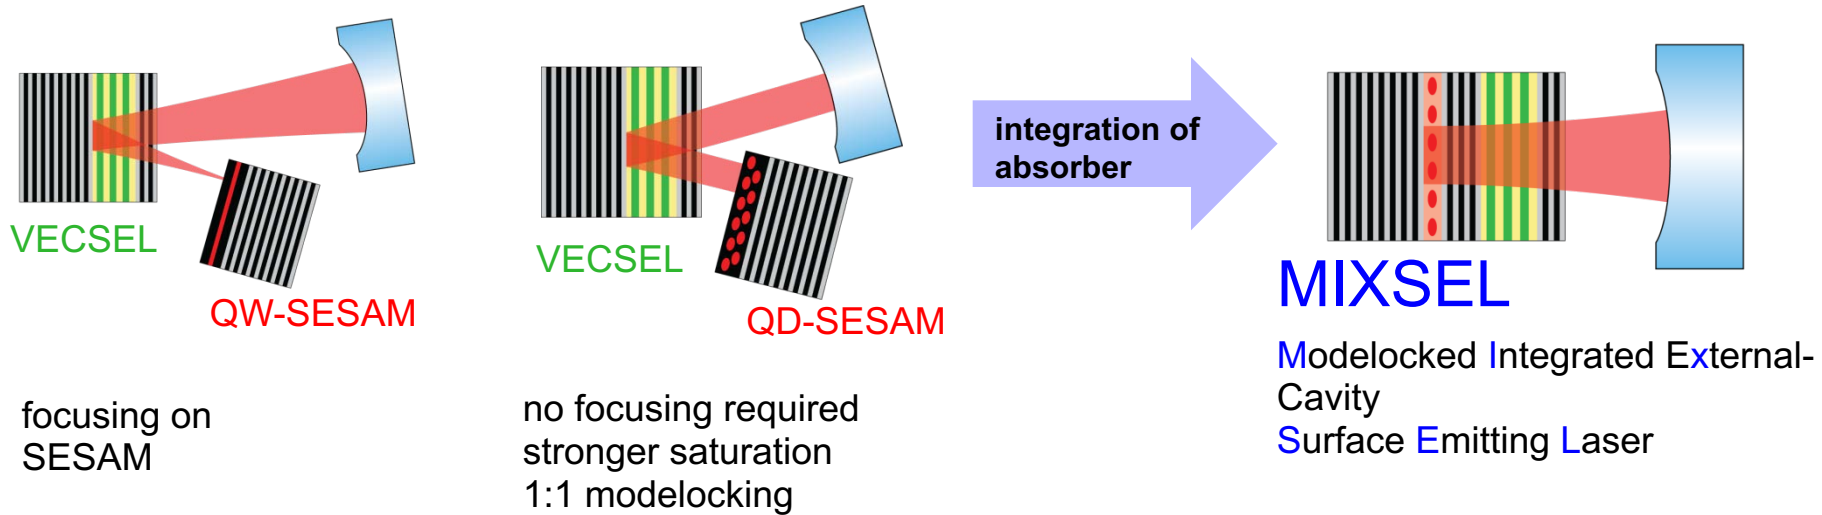 VECSEL
QW-SESAM
focusing on
SESAM
VECSEL
QD-SESAM
no focusing required
stronger saturation
1:1 modelocking
integration of
absorber
MIXSEL
Modelocked Integrated External-
Cavity
Surface Emitting Laser